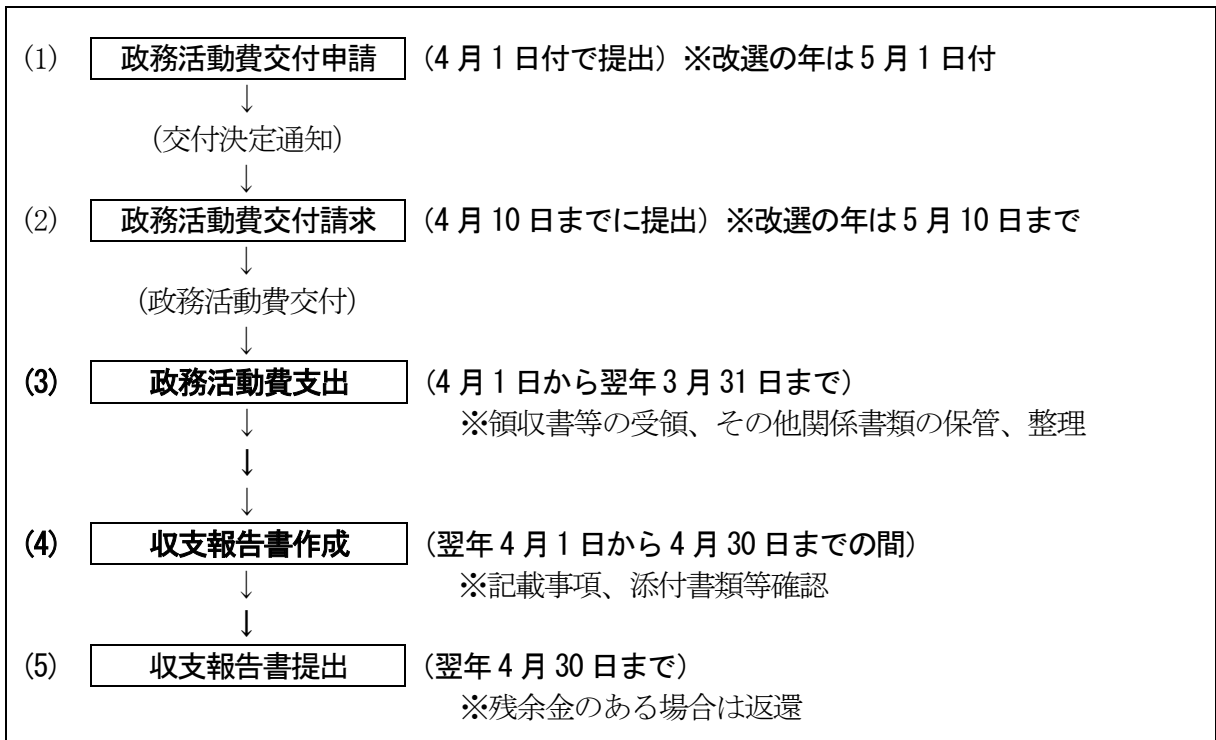 (1) 政務活動費交付申請 (4月1日付で提出) ※改選の年は5月1日付
↓
(交付決定通知)
↓
(2) 政務活動費交付請求 (4月10日までに提出) ※改選の年は5月10日まで
↓
(政務活動費交付)
↓
(3) 政務活動費支出 (4月1日から翌年3月31日まで)
↓ ※領収書等の受領、その他関係書類の保管、整理
↓
↓
(4) 収支報告書作成 (翌年4月1日から4月30日までの間)
↓ ※記載事項、添付書類等確認
↓
(5) 収支報告書提出 (翌年4月30日まで)
※残余金のある場合は返還